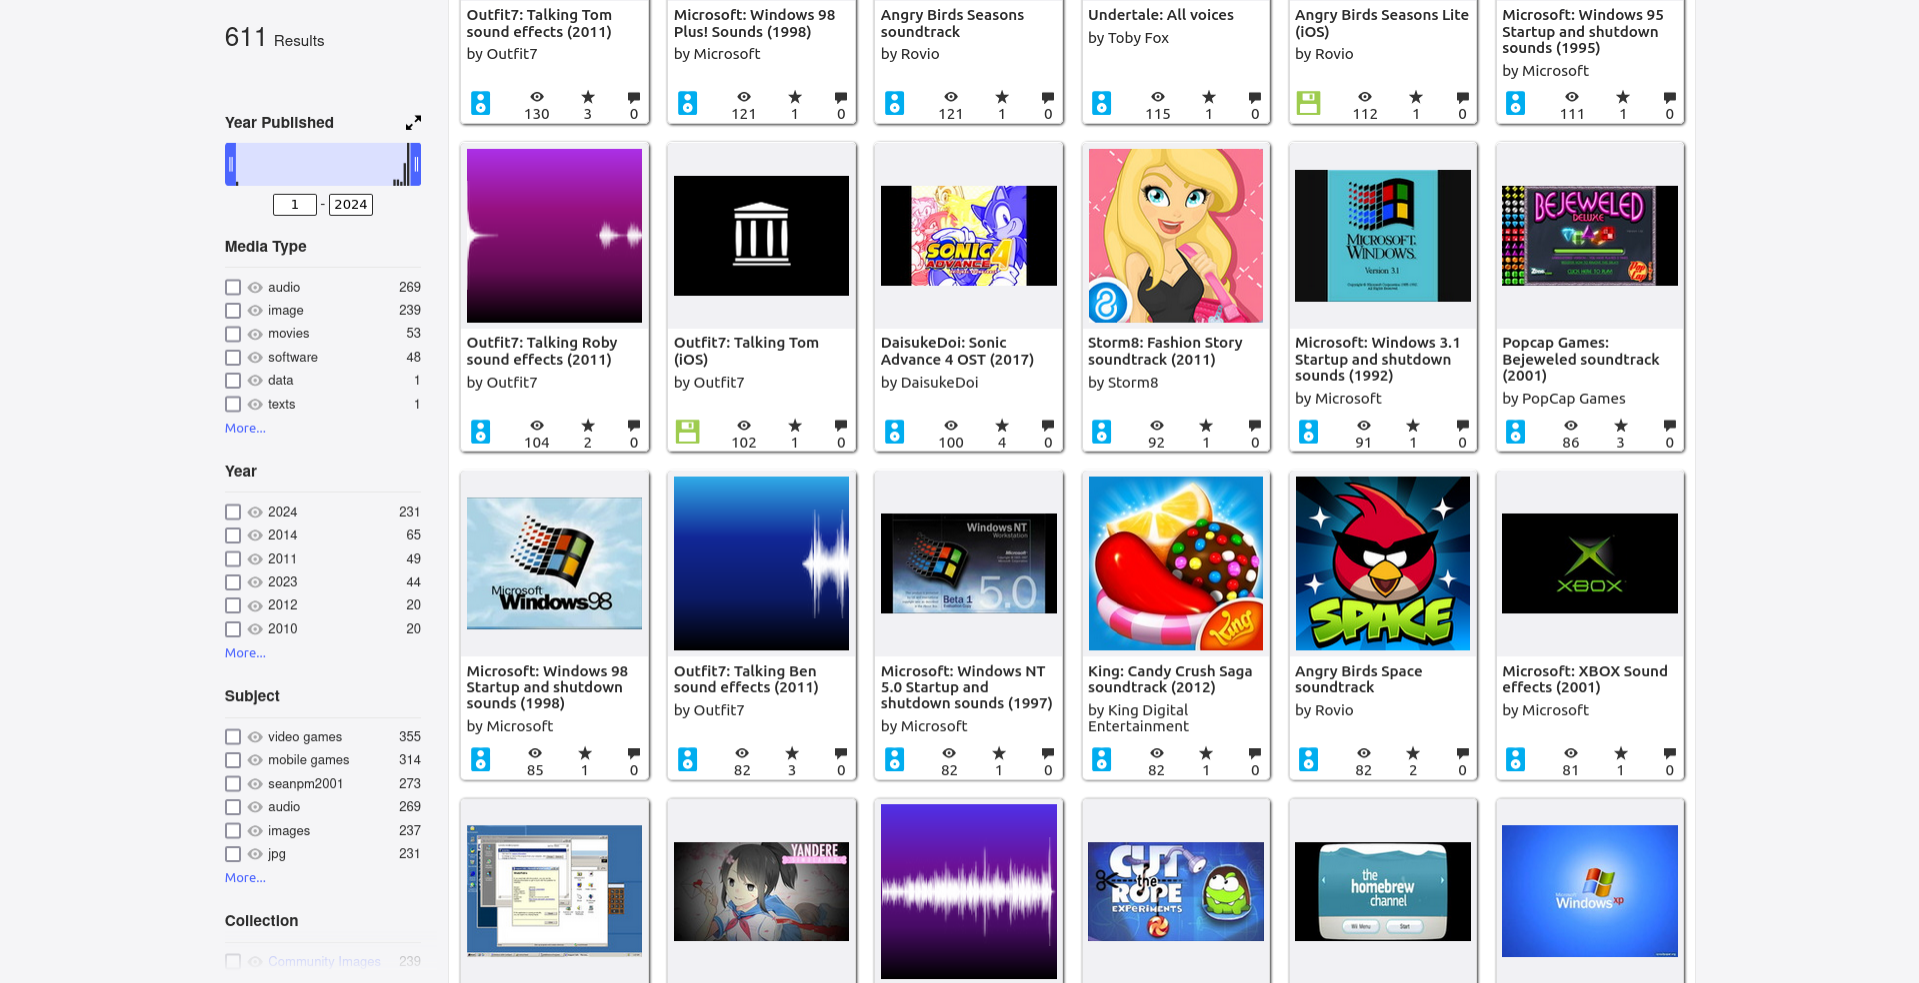 611 Results
Year Published
1 - 2024
Media Type
audio 269
image 239
movies 53
software 48
data 1
texts 1
More...
Year
2024 231
2014 65
2011 49
2023 44
2012 20
2010 20
More...
Subject
video games 355
mobile games 314
seanpm2001 273
audio 269
images 237
jpg 231
More...
Collection
Community Images 239
Outfit7: Talking Tom
sound effects (2011)
by Outfit7
130 3 0
Microsoft: Windows 98
Plus! Sounds (1998)
by Microsoft
121 1 0
Angry Birds Seasons
soundtrack
by Rovio
121 1 0
Undertale: All voices
by Toby Fox
115 1 0
Angry Birds Seasons Lite
(iOS)
by Rovio
112 1 0
Microsoft: Windows 95
Startup and shutdown
sounds (1995)
by Microsoft
111 1 0
Outfit7: Talking Roby
sound effects (2011)
by Outfit7
104 2 0
Outfit7: Talking Tom
(iOS)
by Outfit7
102 1 0
SONIC
ADVANCE 4
DaisukeDoi: Sonic
Advance 4 OST (2017)
by DaisukeDoi
100 4 0
Storm8: Fashion Story
soundtrack (2011)
by Storm8
92 1 0
MICROSOFT.
WINDOWS.
Version 3.1
Microsoft: Windows 3.1
Startup and shutdown
sounds (1992)
by Microsoft
91 1 0
BEJEWELED
DELUXE
CLICK HERE TO PLAY!
Popcap Games:
Bejeweled soundtrack
(2001)
by PopCap Games
86 3 0
Microsoft
Windows98
Microsoft: Windows 98
Startup and shutdown
sounds (1998)
by Microsoft
85 1 0
Outfit7: Talking Ben
sound effects (2011)
by Outfit7
82 3 0
Windows NT
Workstation
Microsoft
5.0
Beta 1
Microsoft: Windows NT
5.0 Startup and
shutdown sounds (1997)
by Microsoft
82 1 0
King
King: Candy Crush Saga
soundtrack (2012)
by King Digital
Entertainment
82 1 0
SPACE
Angry Birds Space
soundtrack
by Rovio
82 2 0
XBOX
Microsoft: XBOX Sound
effects (2001)
by Microsoft
81 1 0
YANDERE
SIMULATOR
CUT
the
ROPE
EXPERIMENTS
the
homebrew
channel
Wii Menu
Start
Microsoft
Windows xp